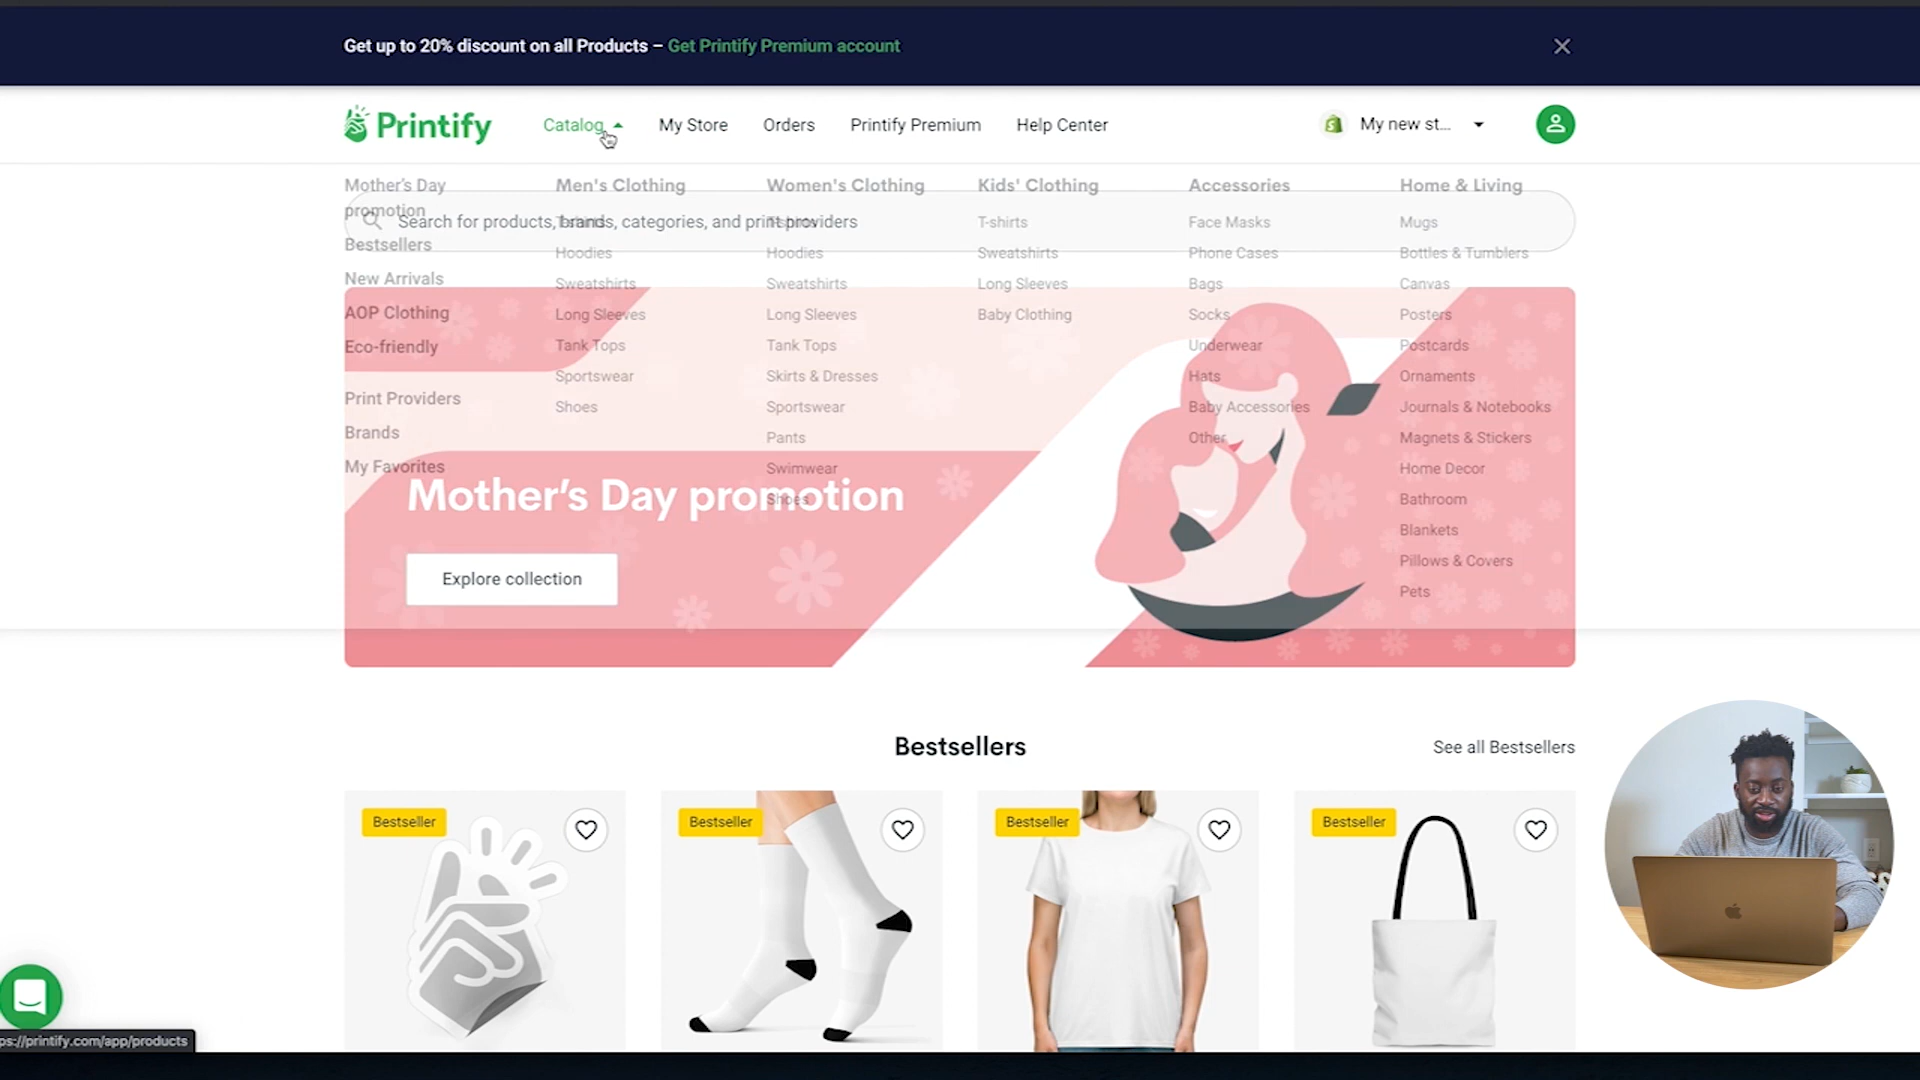 Get up to 20% discount on all Products – Get Printify Premium account
Printify
Catalog
My Store
Orders
Printify Premium
Help Center
My new st...
Mother's Day
promotion
Bestsellers
New Arrivals
AOP Clothing
Eco-friendly
Print Providers
Brands
My Favorites
Men's Clothing
T-shirts
Hoodies
Sweatshirts
Long Sleeves
Tank Tops
Sportswear
Shoes
Women's Clothing
T-shirts
Hoodies
Sweatshirts
Long Sleeves
Tank Tops
Skirts & Dresses
Sportswear
Pants
Swimwear
Shoes
Kids' Clothing
T-shirts
Sweatshirts
Long Sleeves
Baby Clothing
Accessories
Face Masks
Phone Cases
Bags
Socks
Underwear
Hats
Baby Accessories
Other
Home & Living
Mugs
Bottles & Tumblers
Canvas
Posters
Postcards
Ornaments
Journals & Notebooks
Magnets & Stickers
Home Decor
Bathroom
Blankets
Pillows & Covers
Pets
Search for products, brands, categories, and print providers
Mother's Day promotion
Explore collection
Bestsellers
See all Bestsellers
Bestseller
Bestseller
Bestseller
Bestseller
ps://printify.com/app/products